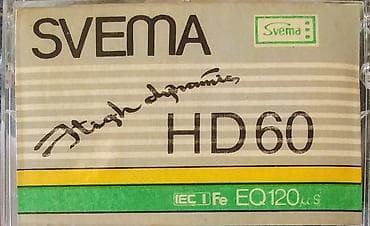 SVEMA
Svema
High dynamic
HD60
IEC I Fe EQ120μs